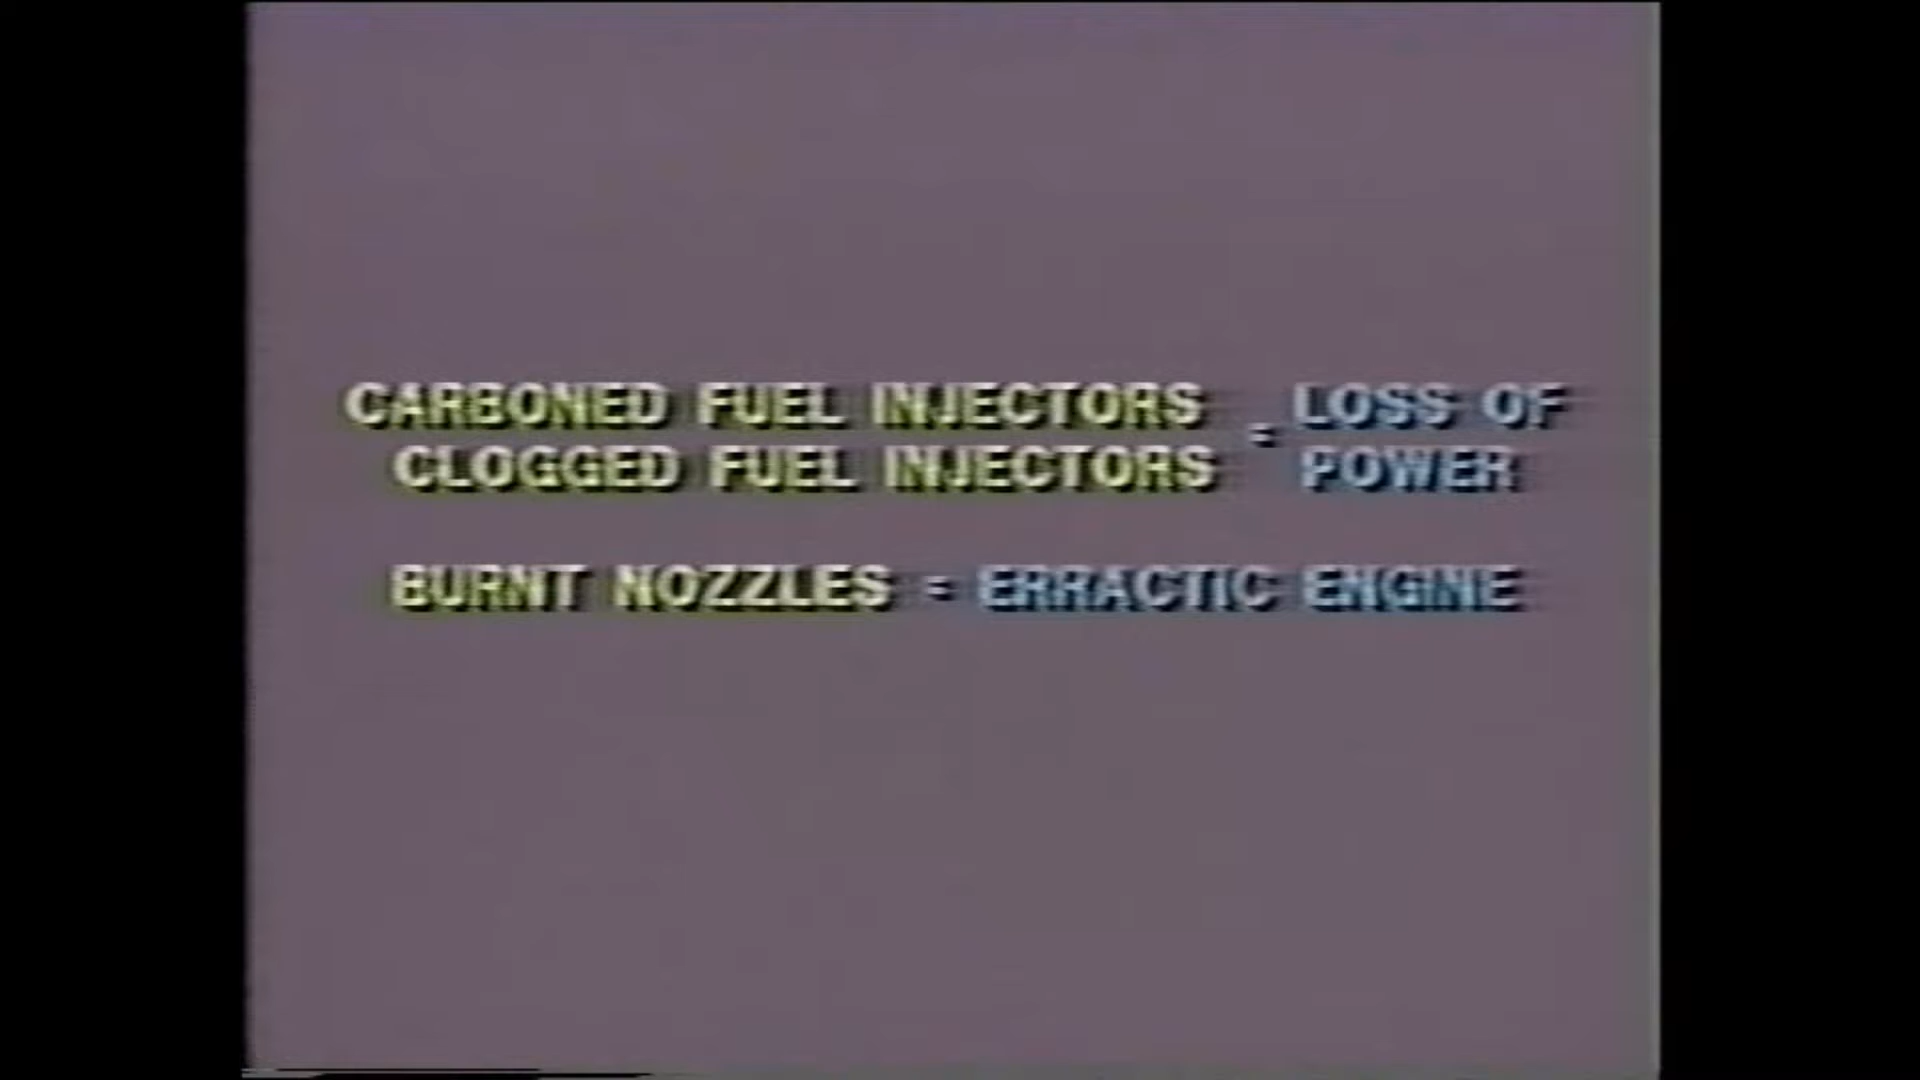 CARBONED FUEL INJECTORS = LOSS OF
CLOGGED FUEL INJECTORS POWER
BURNT NOZZLES = ERRACTIC ENGINE